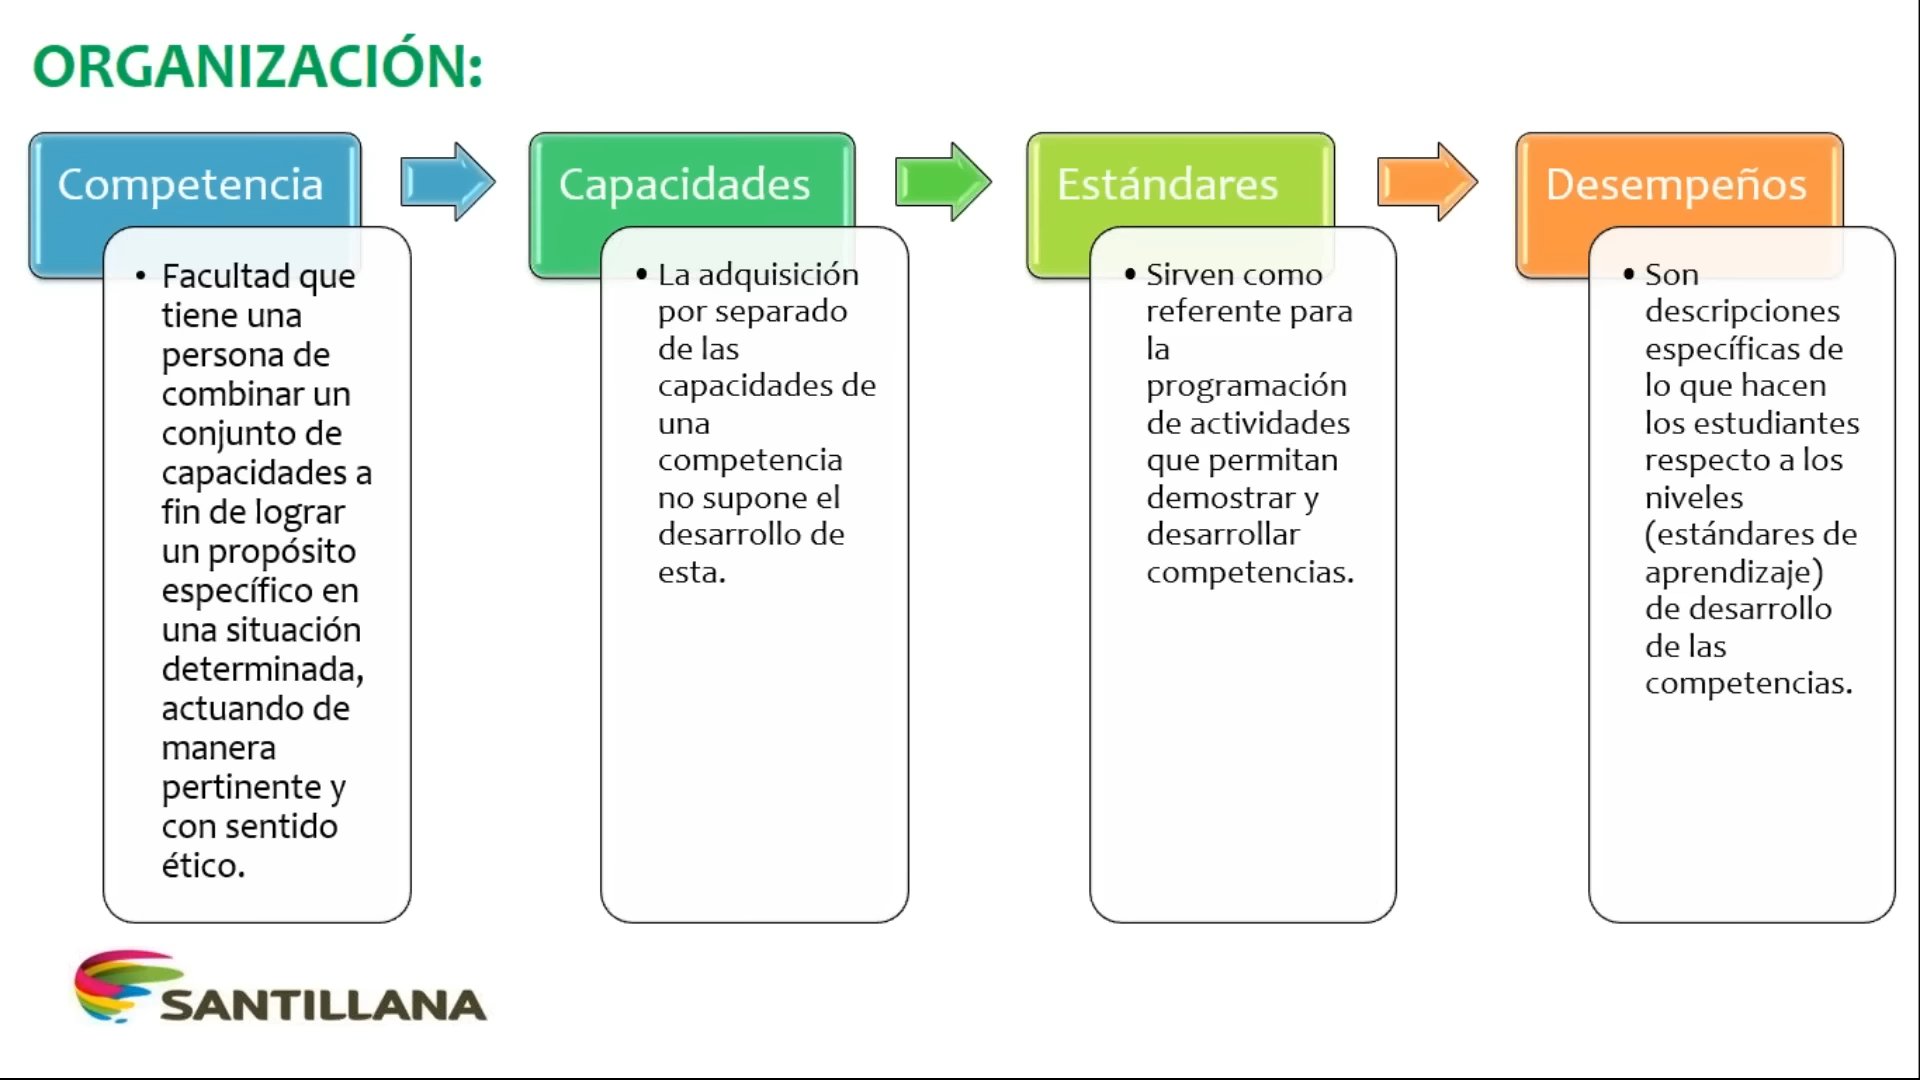 ORGANIZACIÓN:
Competencia
• Facultad que
tiene una
persona de
combinar un
conjunto de
capacidades a
fin de lograr
un propósito
específico en
una situación
determinada,
actuando de
manera
pertinente y
con sentido
ético.
Capacidades
• La adquisición
por separado
de las
capacidades de
una
competencia
no supone el
desarrollo de
esta.
Estándares
• Sirven como
referente para
la
programación
de actividades
que permitan
demostrar y
desarrollar
competencias.
Desempeños
• Son
descripciones
específicas de
lo que hacen
los estudiantes
respecto a los
niveles
(estándares de
aprendizaje)
de desarrollo
de las
competencias.
SANTILLANA